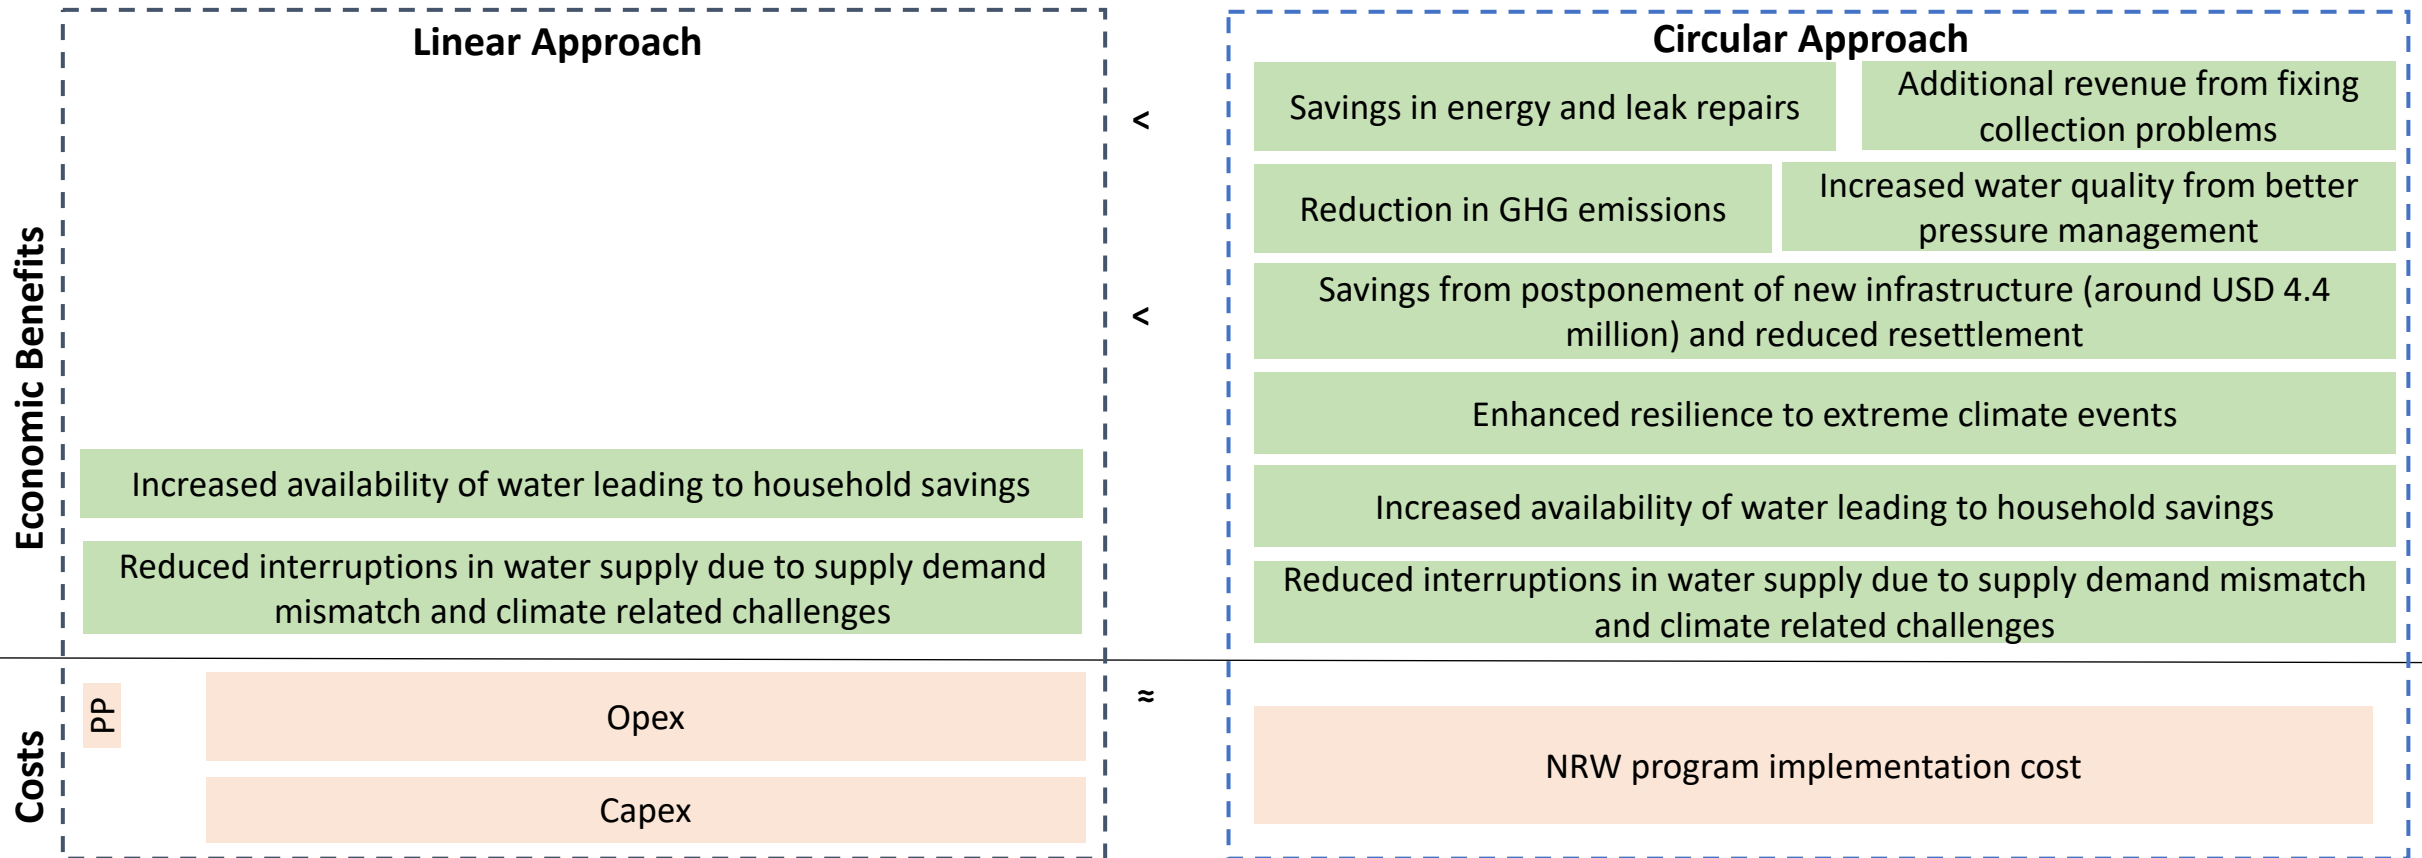 Linear Approach
Economic Benefits
Increased availability of water leading to household savings
Reduced interruptions in water supply due to supply demand
mismatch and climate related challenges
Costs
PP
Opex
Capex
<
<
≈
Circular Approach
Savings in energy and leak repairs
Additional revenue from fixing
collection problems
Reduction in GHG emissions
Increased water quality from better
pressure management
Savings from postponement of new infrastructure (around USD 4.4
million) and reduced resettlement
Enhanced resilience to extreme climate events
Increased availability of water leading to household savings
Reduced interruptions in water supply due to supply demand mismatch
and climate related challenges
NRW program implementation cost